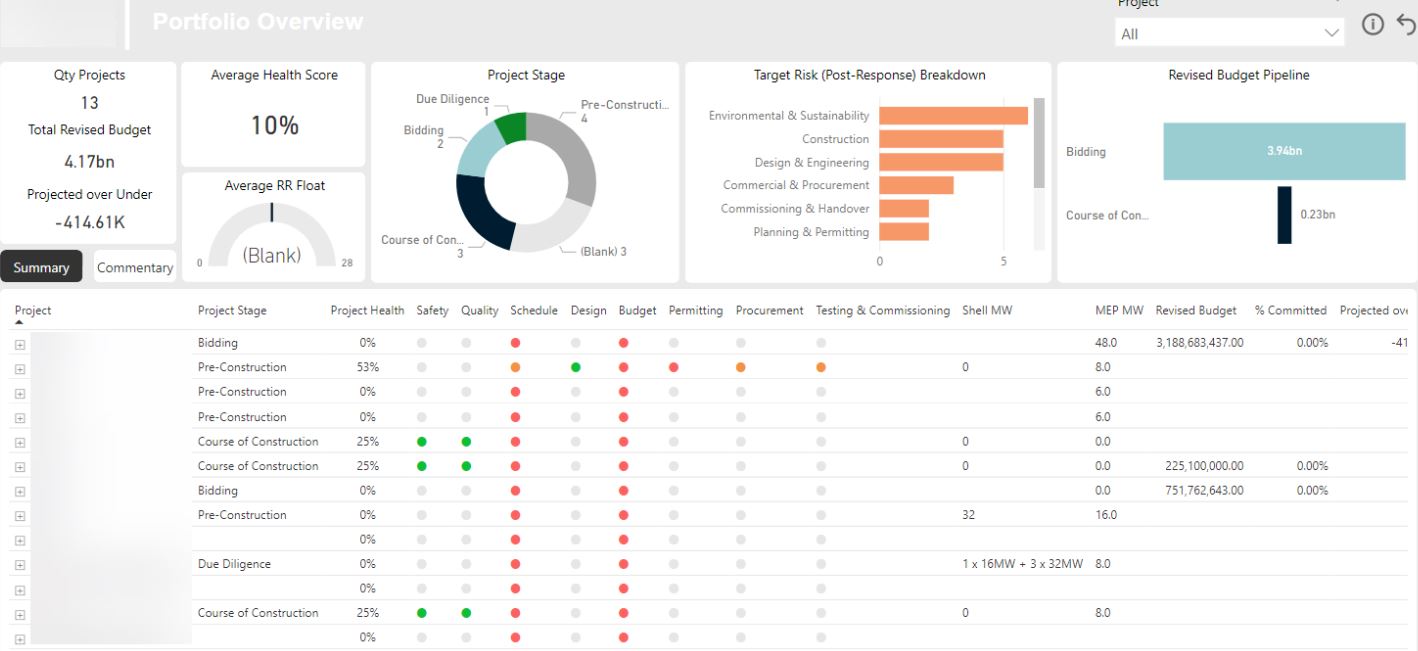 Portfolio Overview
Project
All
Qty Projects
13
Total Revised Budget
4.17bn
Projected over Under
-414.61K
Summary
Commentary
Average Health Score
10%
Average RR Float
(Blank)
0
28
Project Stage
Due Diligence
1
Pre-Constructi...
4
Bidding
2
Course of Con...
3
(Blank) 3
Target Risk (Post-Response) Breakdown
Environmental & Sustainability
Construction
Design & Engineering
Commercial & Procurement
Commissioning & Handover
Planning & Permitting
0
5
Revised Budget Pipeline
Bidding
3.94bn
Course of Con...
0.23bn
Project Project Stage Project Health Safety Quality Schedule Design Budget Permitting Procurement Testing & Commissioning Shell MW MEP MW Revised Budget % Committed Projected ove
Bidding 0% 48.0 3,188,683,437.00 0.00% -41
Pre-Construction 53% 0 8.0
Pre-Construction 0% 6.0
Pre-Construction 0% 6.0
Course of Construction 25% 0 0.0
Course of Construction 25% 0 0.0 225,100,000.00 0.00%
Bidding 0% 0.0 751,762,643.00 0.00%
Pre-Construction 0% 32 16.0
0%
Due Diligence 0% 1 x 16MW + 3 x 32MW 8.0
0%
Course of Construction 25% 0 8.0
0%